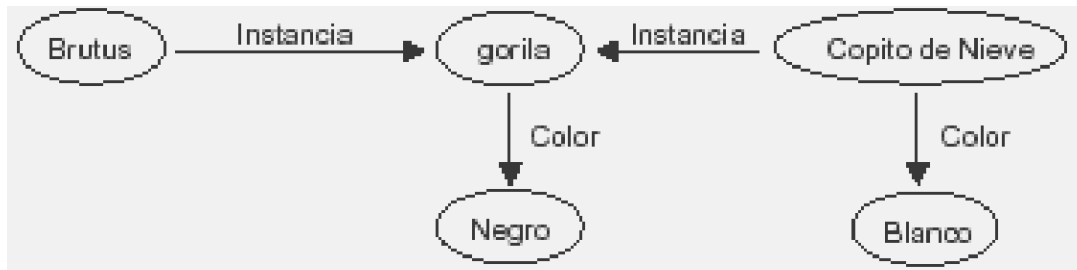 Instancia
Instancia
Brutus
gorila
Copito de Nieve
Color
Color
Negro
Blanco